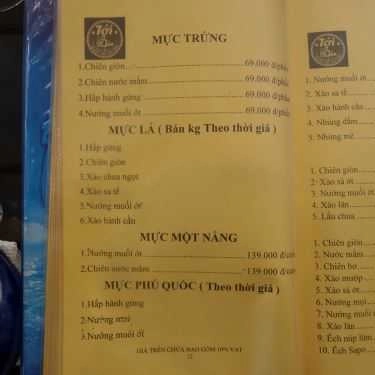 MỰC TRỨNG
1.Chiên giòn 69.000 đ/phần
2.Chiên nước mắm 69.000 đ/phần
3.Hấp hành gừng 69.000 đ/phần
4.Nướng muối ớt 69.000 đ/phần
MỰC LÁ ( Bán kg Theo thời giá )
1.Hấp gừng
2.Chiên giòn
3.Xào chua ngọt
4.Xào sa tế
5.Nướng muối ớt
6.Xào hành cần
MỰC MỘT NẮNG
1.Nướng muối ớt 139.000 đ/
2.Chiên nước mắm 139.000 đ/
MỰC PHÚ QUỐC ( Theo thời giá )
1.Hấp hành gừng
2.Nướng mọi
3.Nướng muối ớt
GIÁ TRÊN CHƯA BAO GỒM 10% VAT
1.Nướng muối ớt
2.Xào sa tế
3.Xào hành cần
4.Nhúng dấm
5.Nhúng mẻ
1. Chiên giòn
2. Xào sả ớt
3. Nướng muối ớt
4. Xào lăn
5. Lẩu chua
1. Chiên giòn
2. Nước mắm
3. Chiên bơ
4. Xào mướp
5. Xào sả ớt
6. Nướng mọi
7. Nướng muối ớt
8. Xào lăn
9. Ếch núp lùm
10. Ếch Sapo